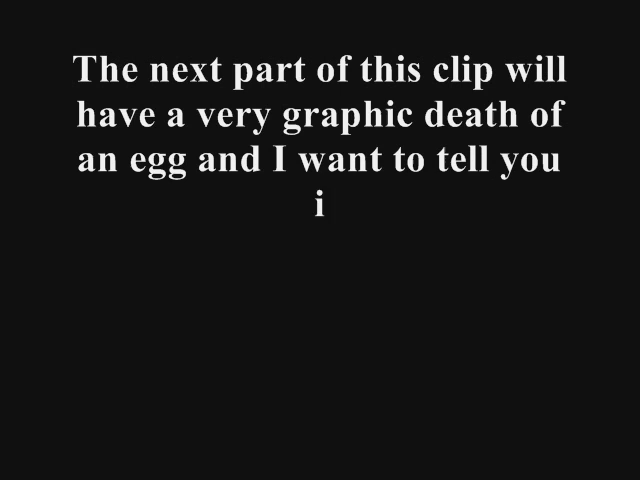 The next part of this clip will
have a very graphic death of
an egg and I want to tell you
i